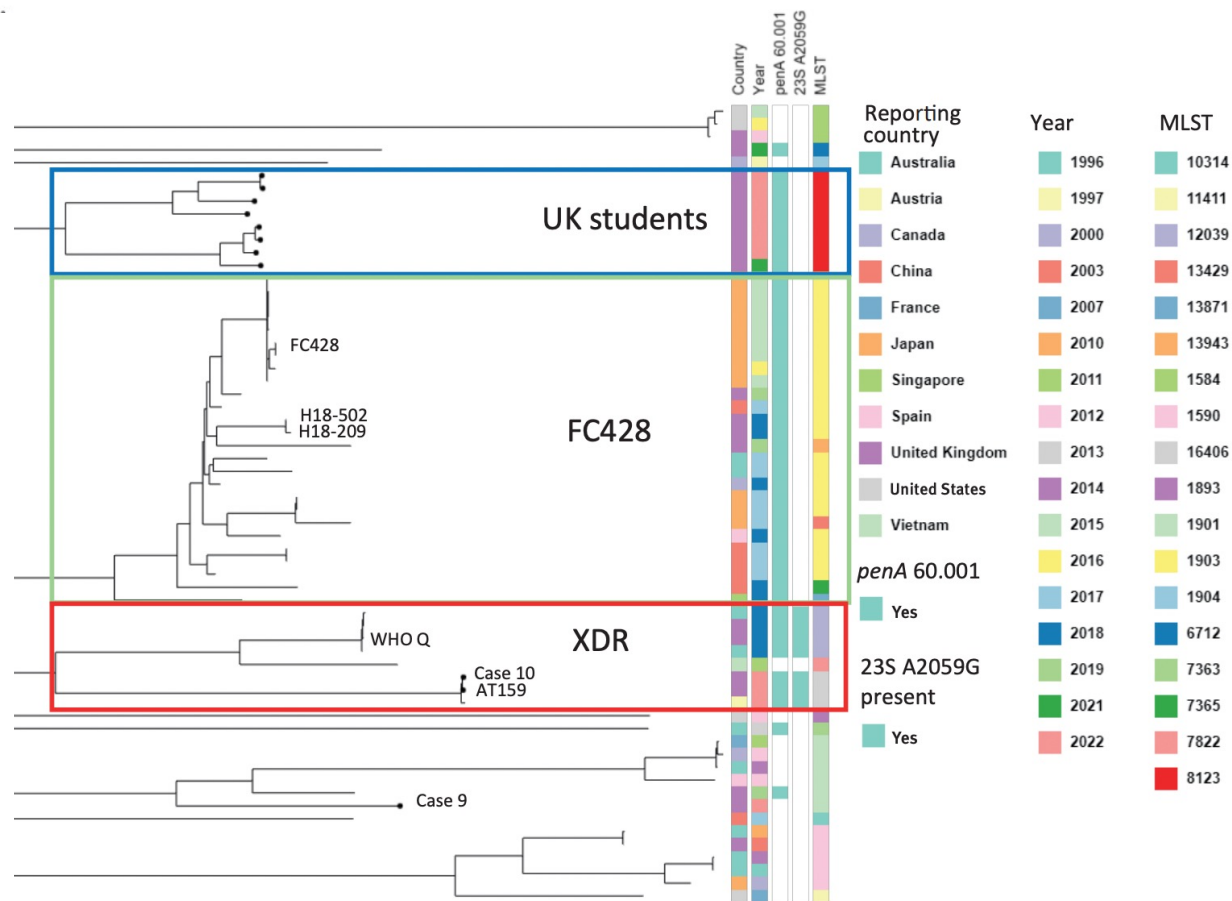 Country
Year
penA 60.001
23S A2059G
MLST
UK students
FC428
H18-502
H18-209
FC428
WHO Q
XDR
Case 10
AT159
Case 9
Reporting
country
Australia
Austria
Canada
China
France
Japan
Singapore
Spain
United Kingdom
United States
Vietnam
penA 60.001
Yes
23S A2059G
present
Yes
Year
1996
1997
2000
2003
2007
2010
2011
2012
2013
2014
2015
2016
2017
2018
2019
2021
2022
MLST
10314
11411
12039
13429
13871
13943
1584
1590
16406
1893
1901
1903
1904
6712
7363
7365
7822
8123